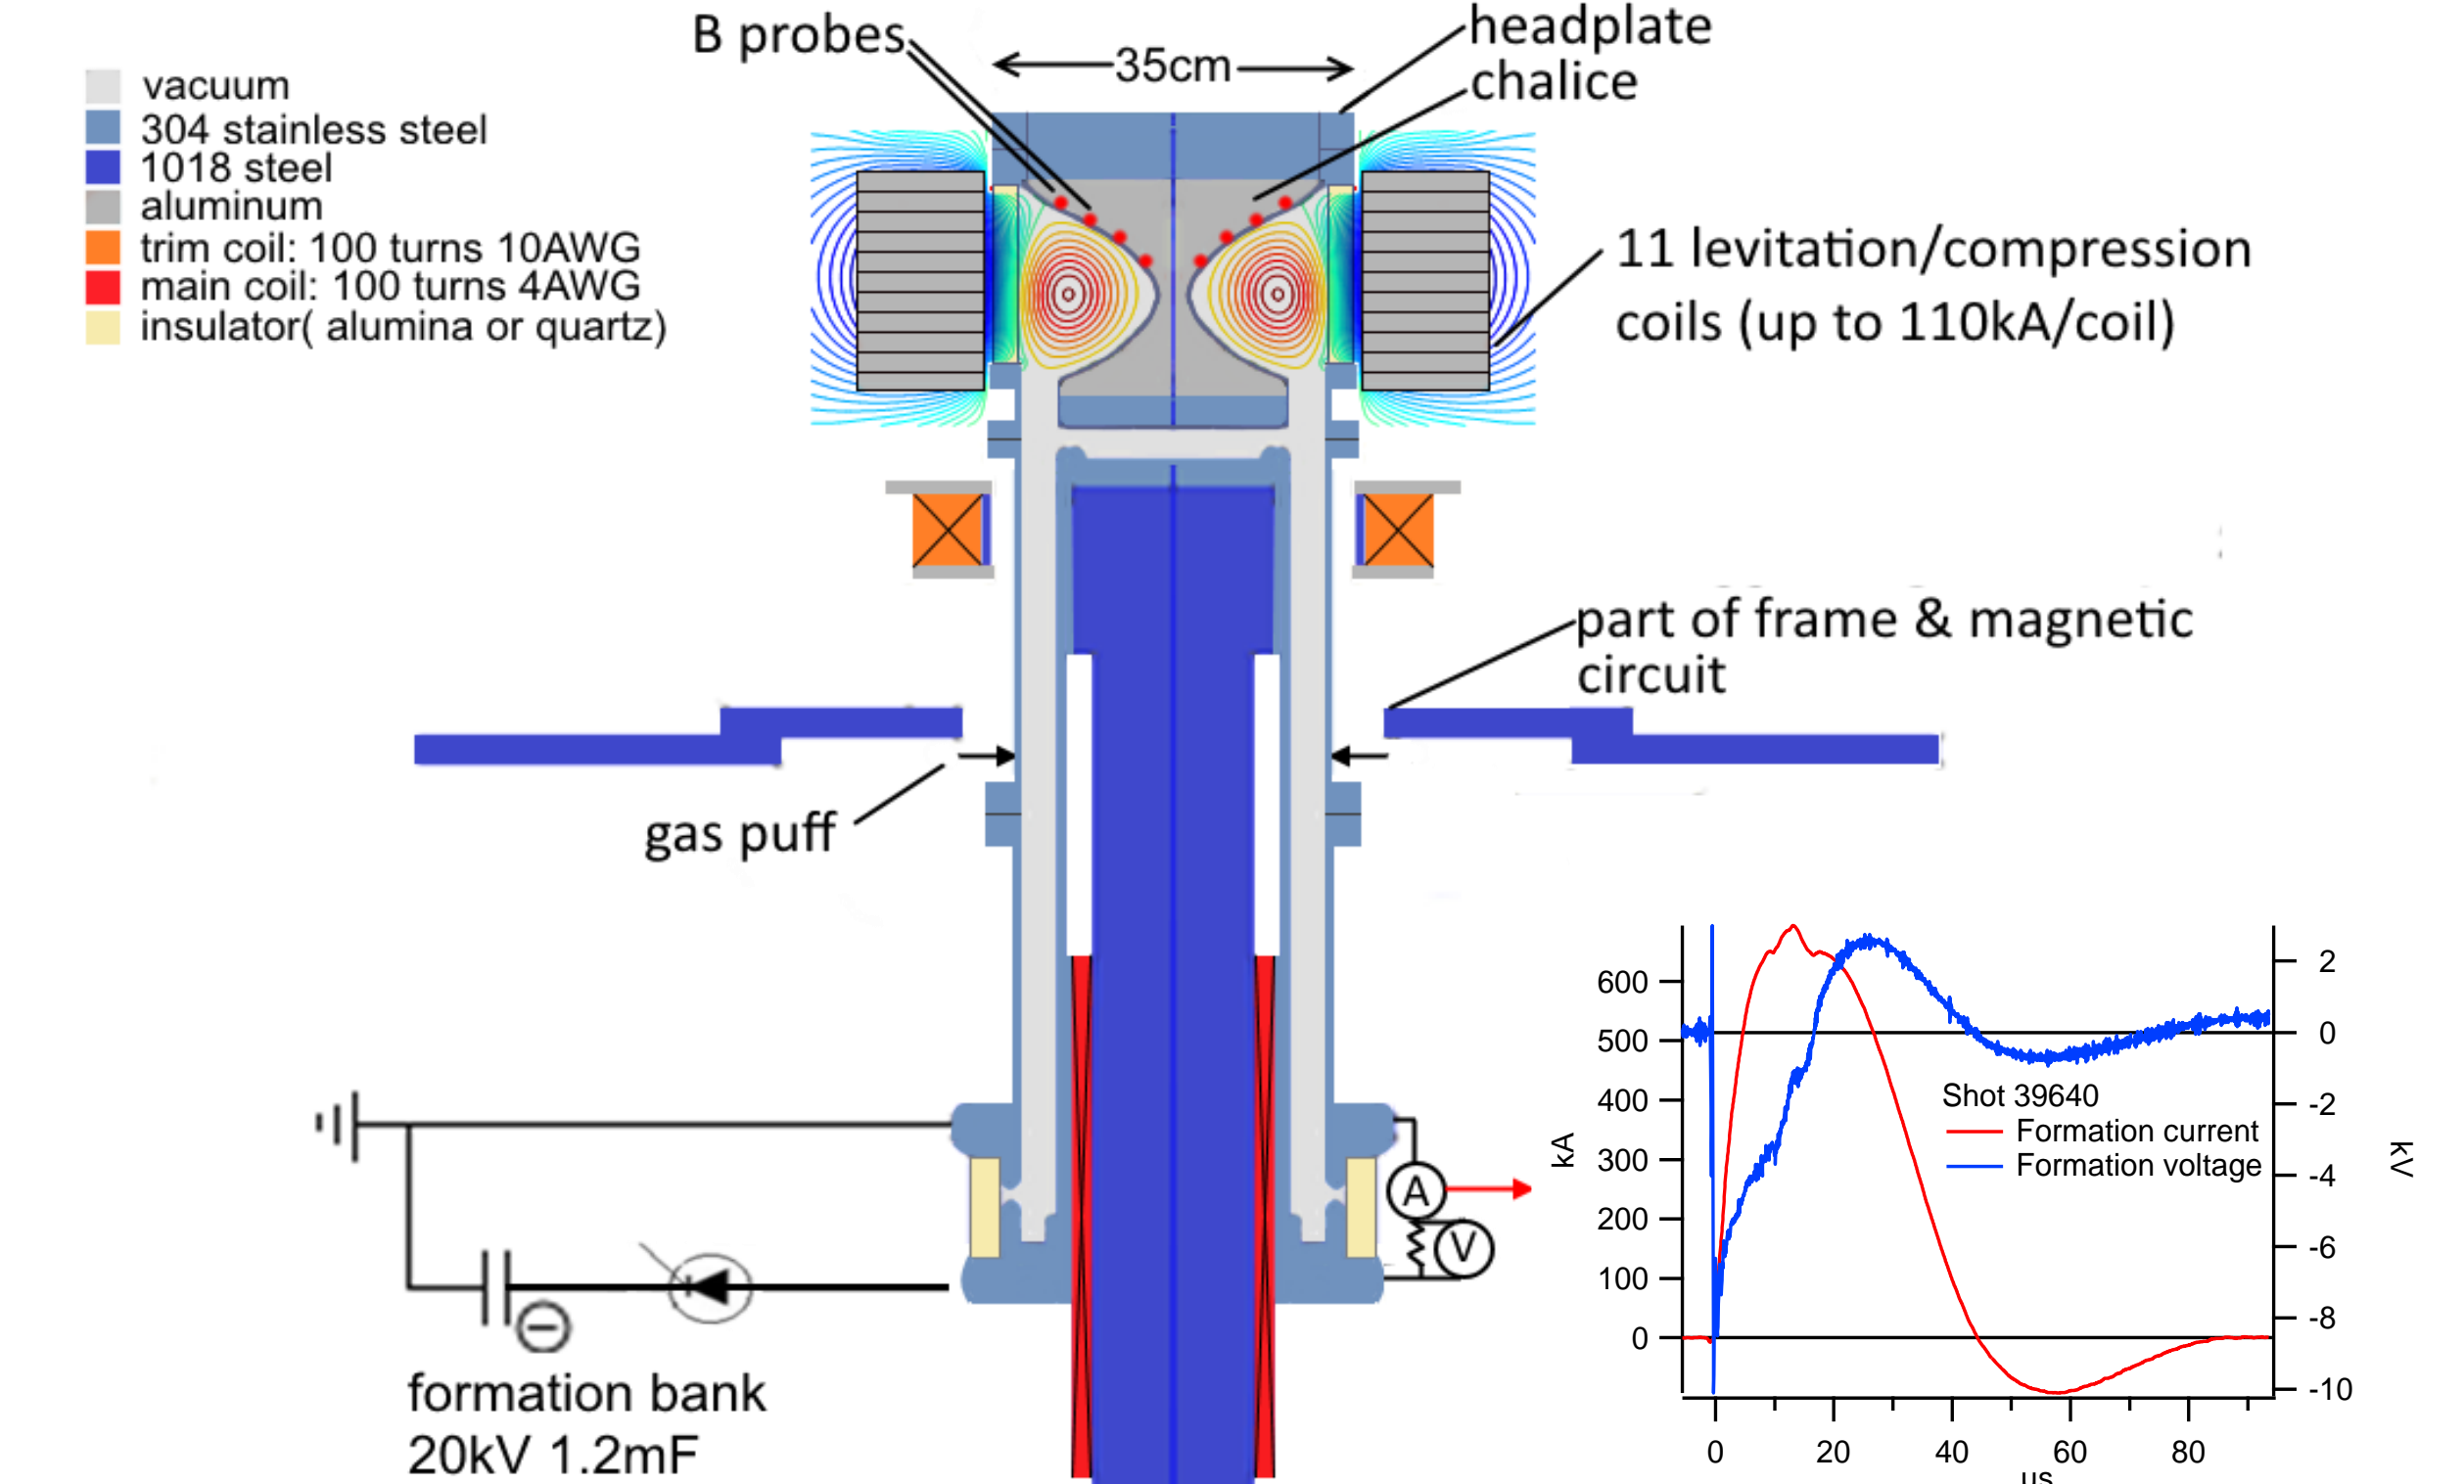 B probes
35cm
headplate
chalice
vacuum
304 stainless steel
1018 steel
aluminum
trim coil: 100 turns 10AWG
main coil: 100 turns 4AWG
insulator( alumina or quartz)
11 levitation/compression
coils (up to 110kA/coil)
part of frame & magnetic
circuit
gas puff
formation bank
20kV 1.2mF
A
V
Shot 39640
Formation current
Formation voltage
kA
600
500
400
300
200
100
0
kV
2
0
-2
-4
-6
-8
-10
0 20 40 60 80
us